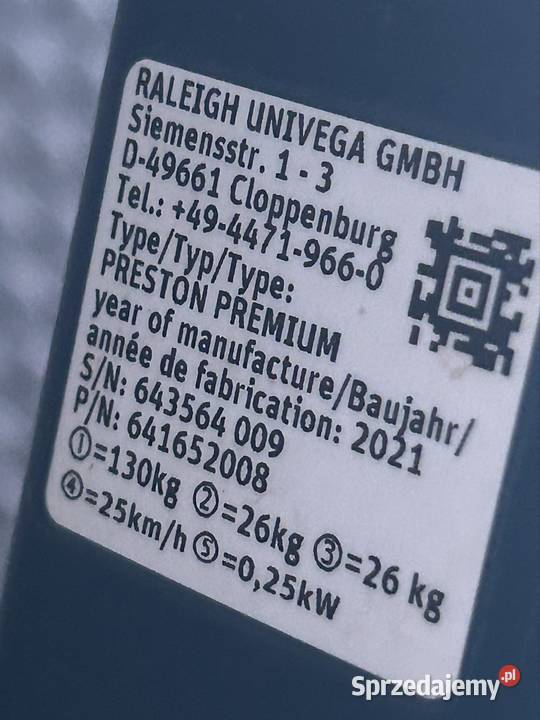 RALEIGH UNIVEGA GMBH
Siemensstr. 1 - 3
D-49661 Cloppenburg
Tel.: +49-4471-966-0
Type/Typ/Type:
PRESTON PREMIUM
year of manufacture/Baujahr/
année de fabrication: 2021
S/N: 643564 009
P/N: 641652008
①=130kg ②=26kg ③=26 kg
④=25km/h ⑤=0,25kW
Sprzedajemy.pl